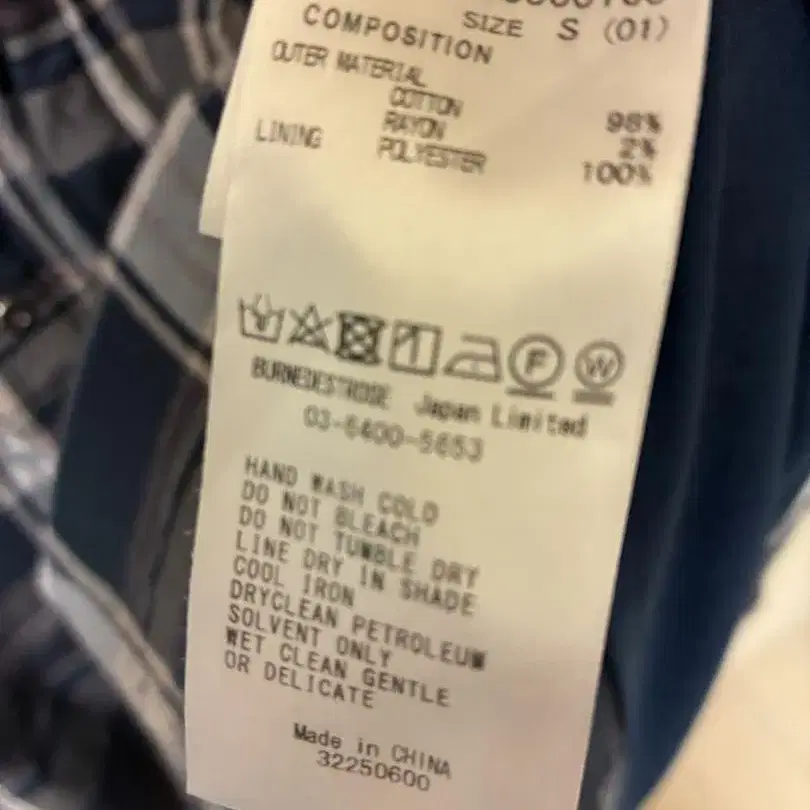 SIZE S (01)
COMPOSITION
OUTER MATERIAL
COTTON 98%
RAYON 2%
LINING POLYESTER 100%
F W
Japan Limited
03-6400-5653
HAND WASH COLD
DO NOT BLEACH
DO NOT TUMBLE DRY
LINE DRY IN SHADE
COOL IRON
DRYCLEAN PETROLEUM
SOLVENT ONLY
WET CLEAN GENTLE
OR DELICATE
Made in CHINA
32250600